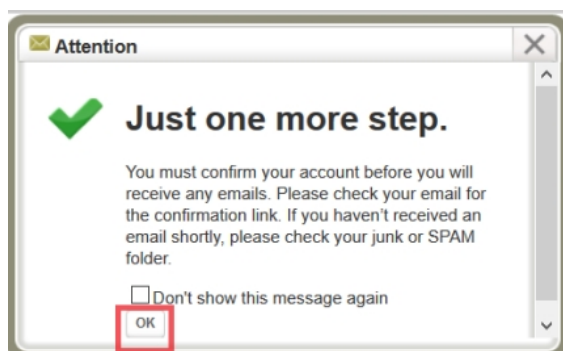 Attention
Just one more step.
You must confirm your account before you will
receive any emails. Please check your email for
the confirmation link. If you haven't received an
email shortly, please check your junk or SPAM
folder.
Don't show this message again
OK